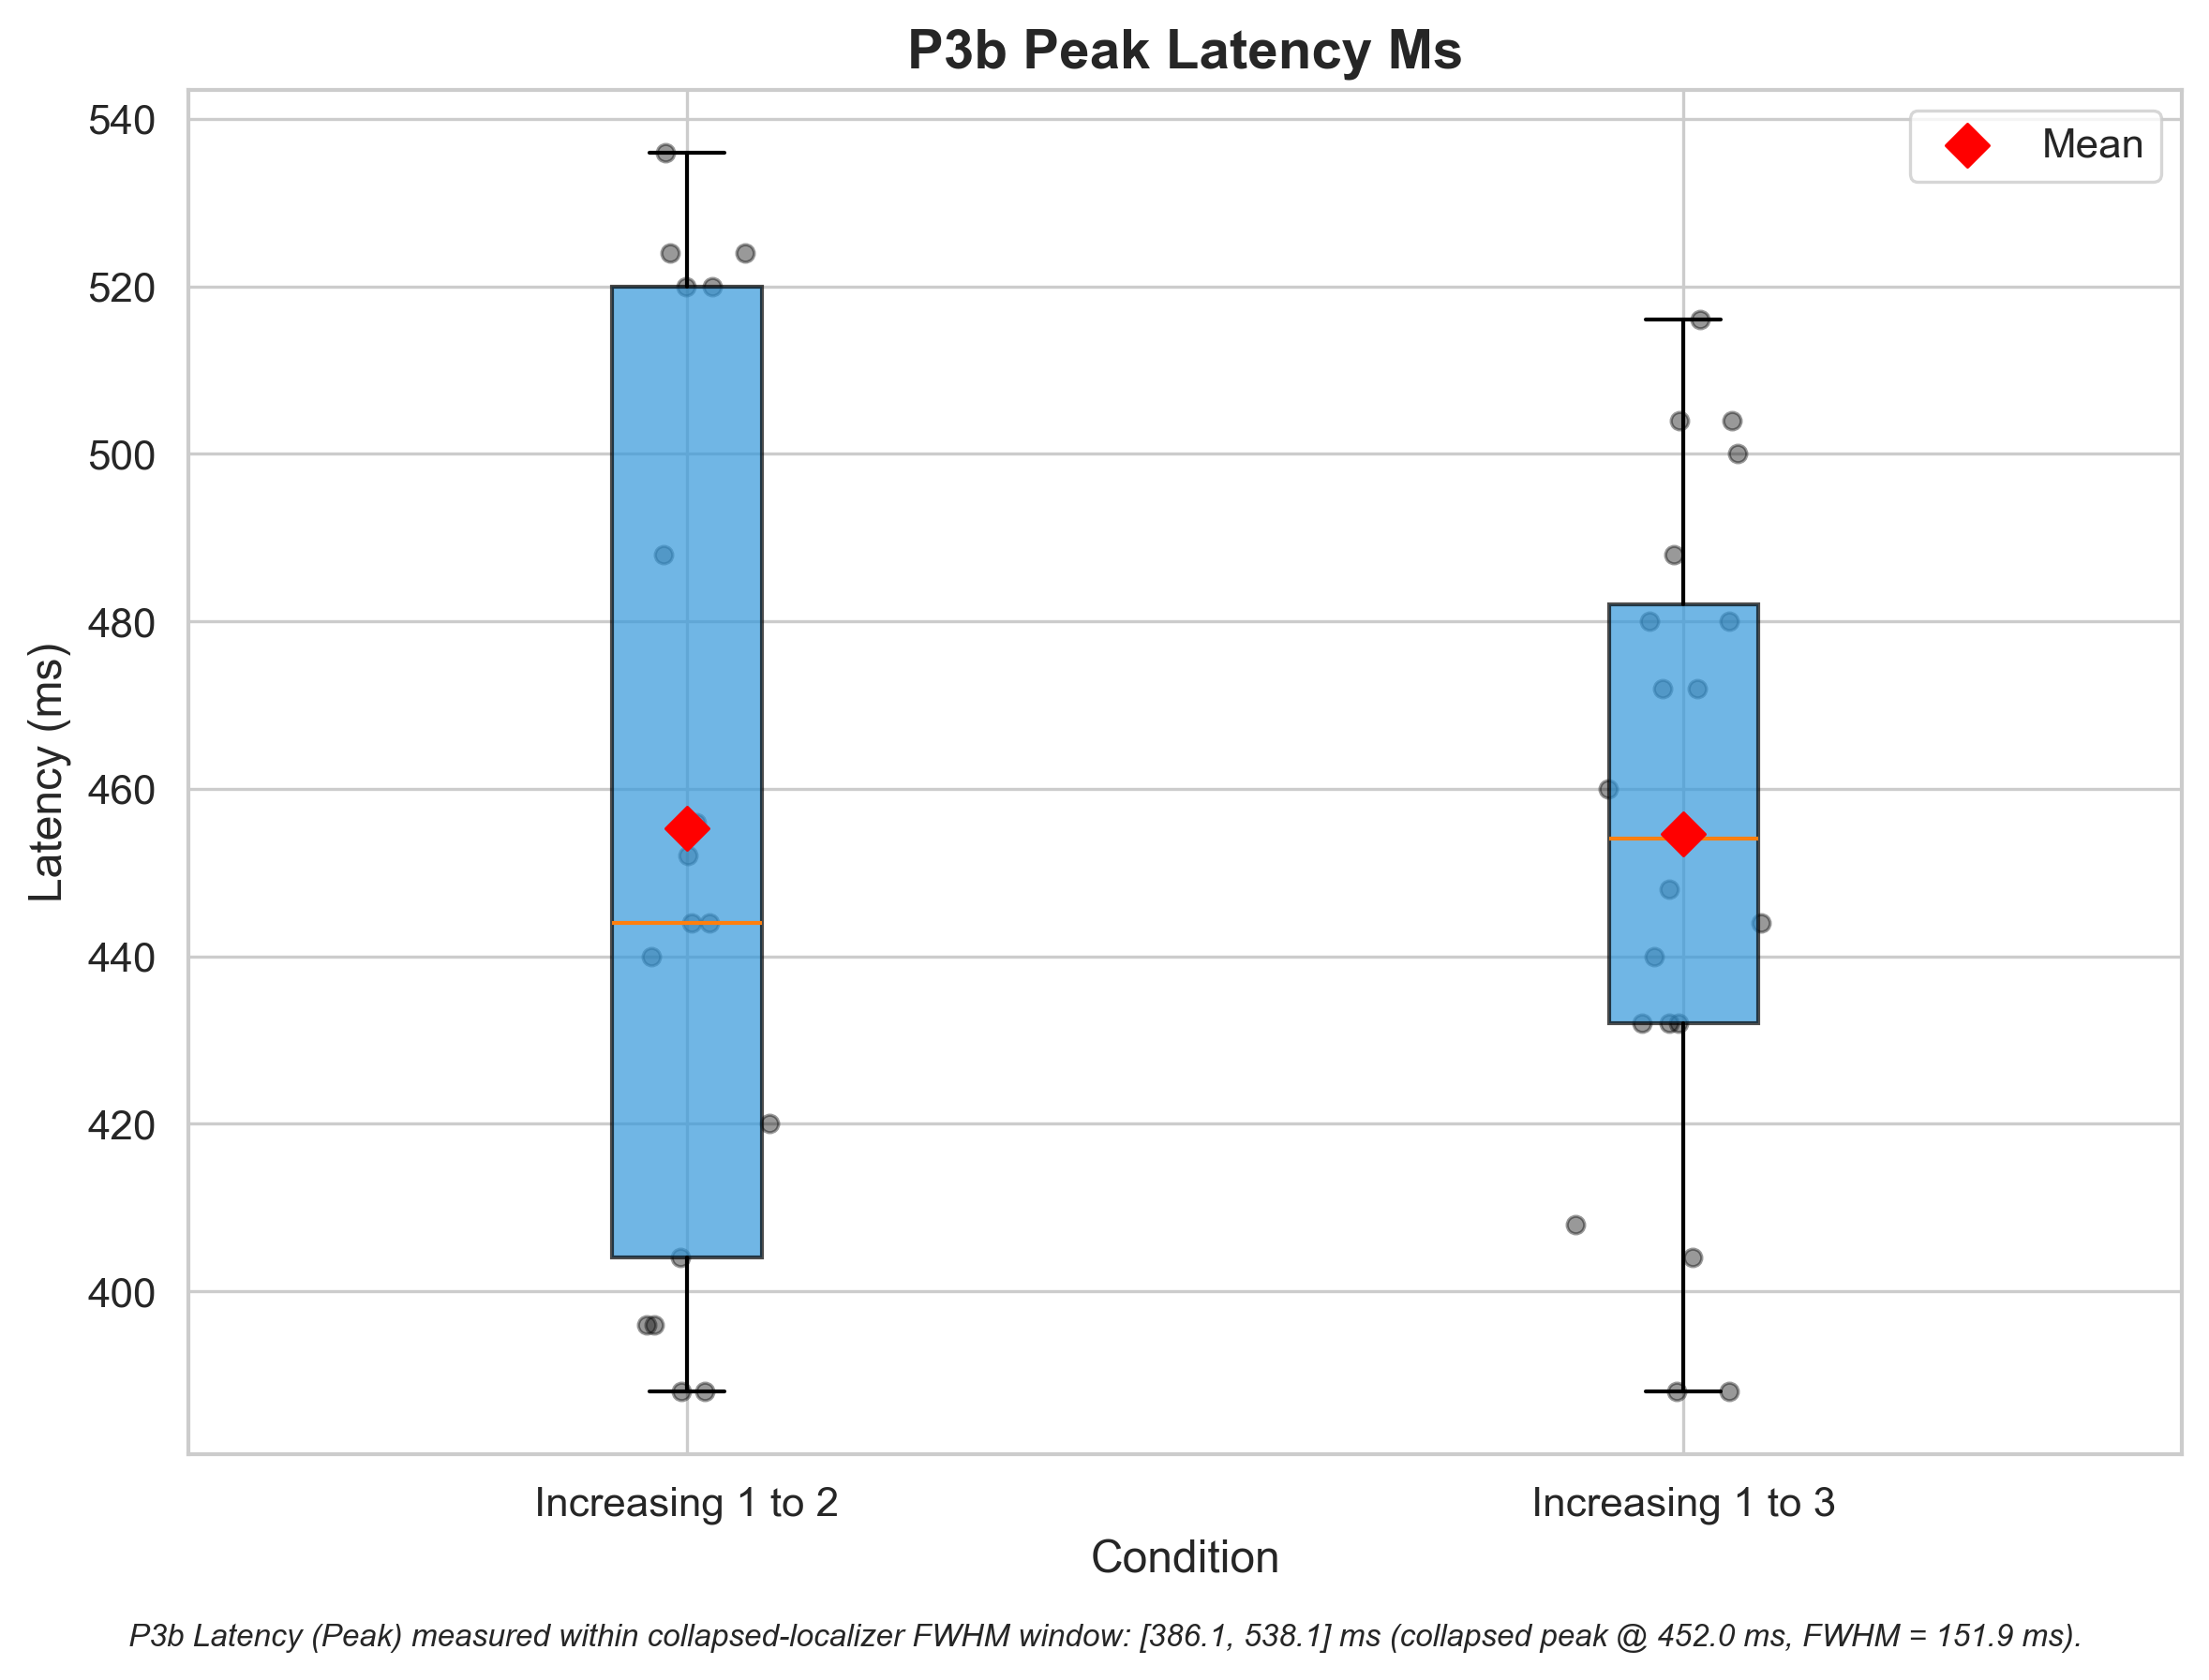 P3b Peak Latency Ms
Mean
540
520
500
480
460
440
420
400
Latency (ms)
Increasing 1 to 2
Increasing 1 to 3
Condition
P3b Latency (Peak) measured within collapsed-localizer FWHM window: [386.1, 538.1] ms (collapsed peak @ 452.0 ms, FWHM = 151.9 ms).